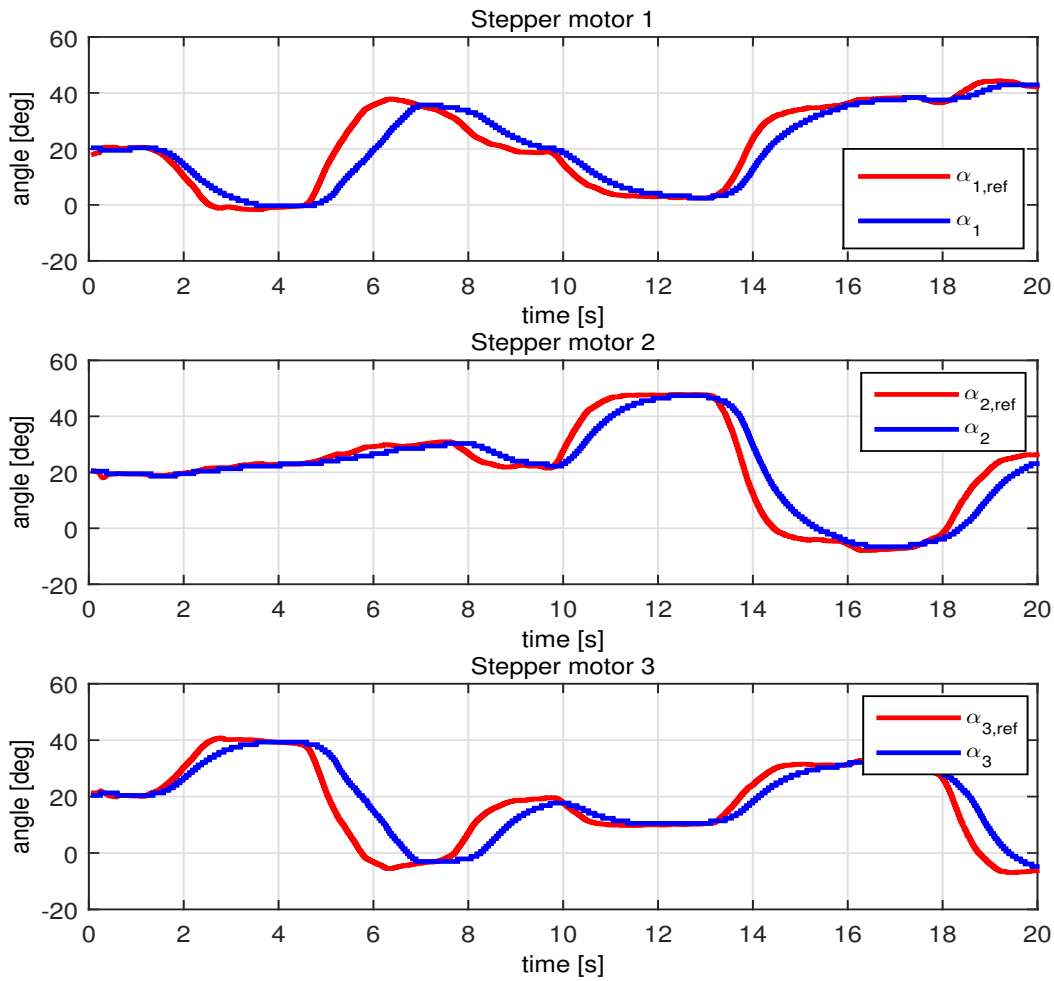 Stepper motor 1
60
40
20
0
-20
angle [deg]
α1,ref
α1
0 2 4 6 8 10 12 14 16 18 20
time [s]
Stepper motor 2
60
40
20
0
-20
angle [deg]
α2,ref
α2
0 2 4 6 8 10 12 14 16 18 20
time [s]
Stepper motor 3
60
40
20
0
-20
angle [deg]
α3,ref
α3
0 2 4 6 8 10 12 14 16 18 20
time [s]